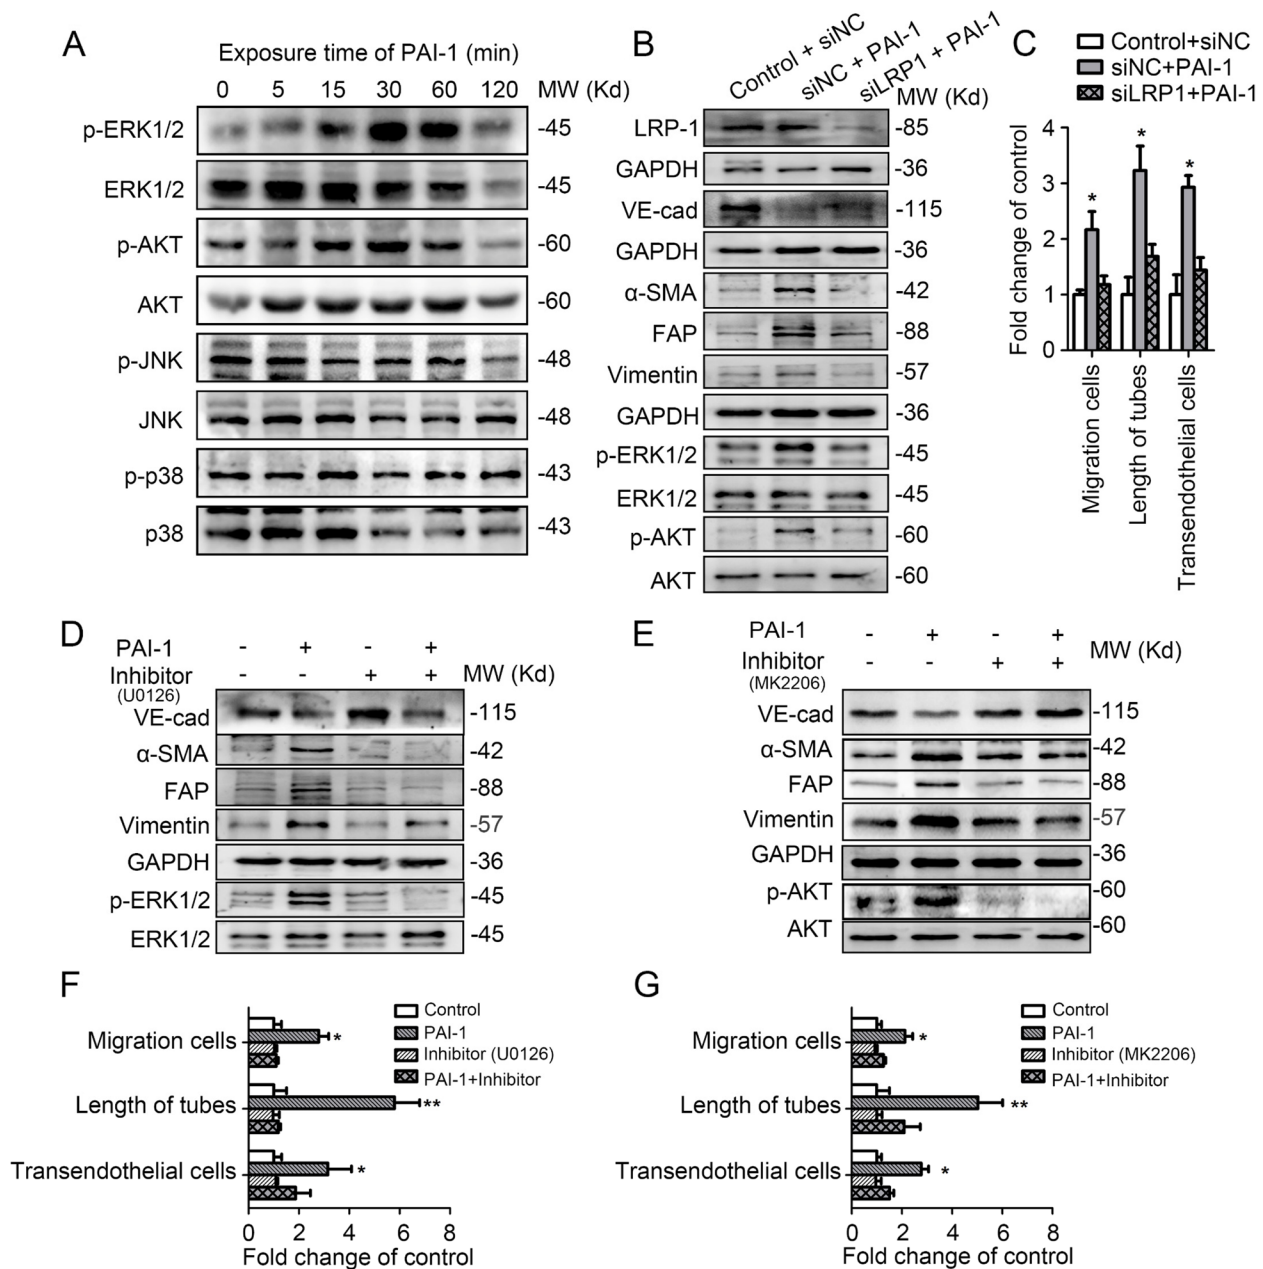 A
Exposure time of PAI-1 (min)
0 5 15 30 60 120 MW (Kd)
p-ERK1/2 -45
ERK1/2 -45
p-AKT -60
AKT -60
p-JNK -48
JNK -48
p-p38 -43
p38 -43
B
Control + siNC
siNC + PAI-1
siLRP1 + PAI-1
MW (Kd)
LRP-1 -85
GAPDH -36
VE-cad -115
GAPDH -36
α-SMA -42
FAP -88
Vimentin -57
GAPDH -36
p-ERK1/2 -45
ERK1/2 -45
p-AKT -60
AKT -60
C
Control+siNC
siNC+PAI-1
siLRP1+PAI-1
Fold change of control
4
3
2
1
0
* * *
Migration cells
Length of tubes
Transendothelial cells
D
PAI-1 - + - +
Inhibitor - - + + MW (Kd)
(U0126)
VE-cad -115
α-SMA -42
FAP -88
Vimentin -57
GAPDH -36
p-ERK1/2 -45
ERK1/2 -45
E
PAI-1 - + - +
MW (Kd)
Inhibitor - - + +
(MK2206)
VE-cad -115
α-SMA -42
FAP -88
Vimentin -57
GAPDH -36
p-AKT -60
AKT -60
F
Control
PAI-1
Inhibitor (U0126)
PAI-1+Inhibitor
Migration cells *
Length of tubes **
Transendothelial cells *
0 2 4 6 8
Fold change of control
G
Control
PAI-1
Inhibitor (MK2206)
PAI-1+Inhibitor
Migration cells *
Length of tubes **
Transendothelial cells *
0 2 4 6 8
Fold change of control